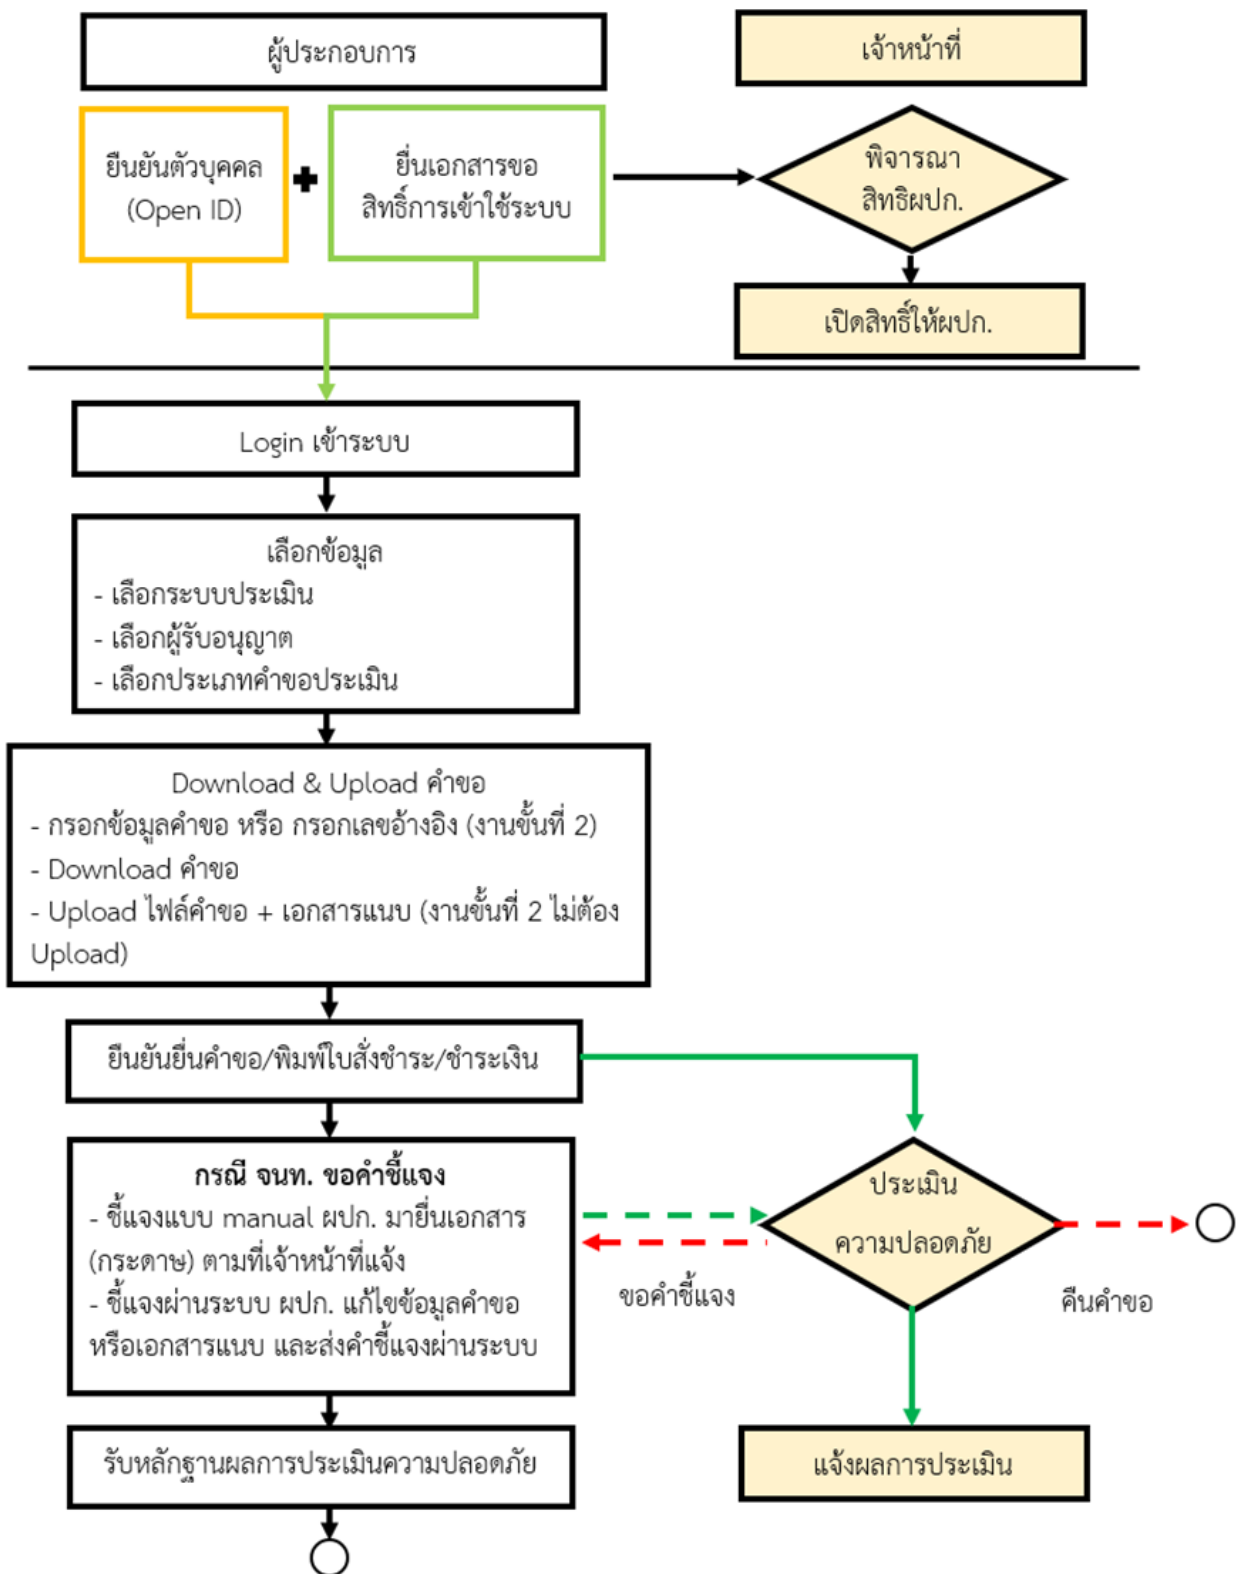 ผู้ประกอบการ
เจ้าหน้าที่
ยืนยันตัวบุคคล
(Open ID)
ยื่นเอกสารขอ
สิทธิ์การเข้าใช้ระบบ
พิจารณา
สิทธิผปก.
เปิดสิทธิ์ให้ผปก.
Login เข้าระบบ
เลือกข้อมูล
- เลือกระบบประเมิน
- เลือกผู้รับอนุญาต
- เลือกประเภทคำขอประเมิน
Download & Upload คำขอ
- กรอกข้อมูลคำขอ หรือ กรอกเลขอ้างอิง (งานขั้นที่ 2)
- Download คำขอ
- Upload ไฟล์คำขอ + เอกสารแนบ (งานขั้นที่ 2 ไม่ต้อง
Upload)
ยืนยันยื่นคำขอ/พิมพ์ใบสั่งชำระ/ชำระเงิน
กรณี จนท. ขอคำชี้แจง
- ชี้แจงแบบ manual ผปก. มายื่นเอกสาร
(กระดาษ) ตามที่เจ้าหน้าที่แจ้ง
- ชี้แจงผ่านระบบ ผปก. แก้ไขข้อมูลคำขอ
หรือเอกสารแนบ และส่งคำชี้แจงผ่านระบบ
ประเมิน
ความปลอดภัย
ขอคำชี้แจง
คืนคำขอ
รับหลักฐานผลการประเมินความปลอดภัย
แจ้งผลการประเมิน